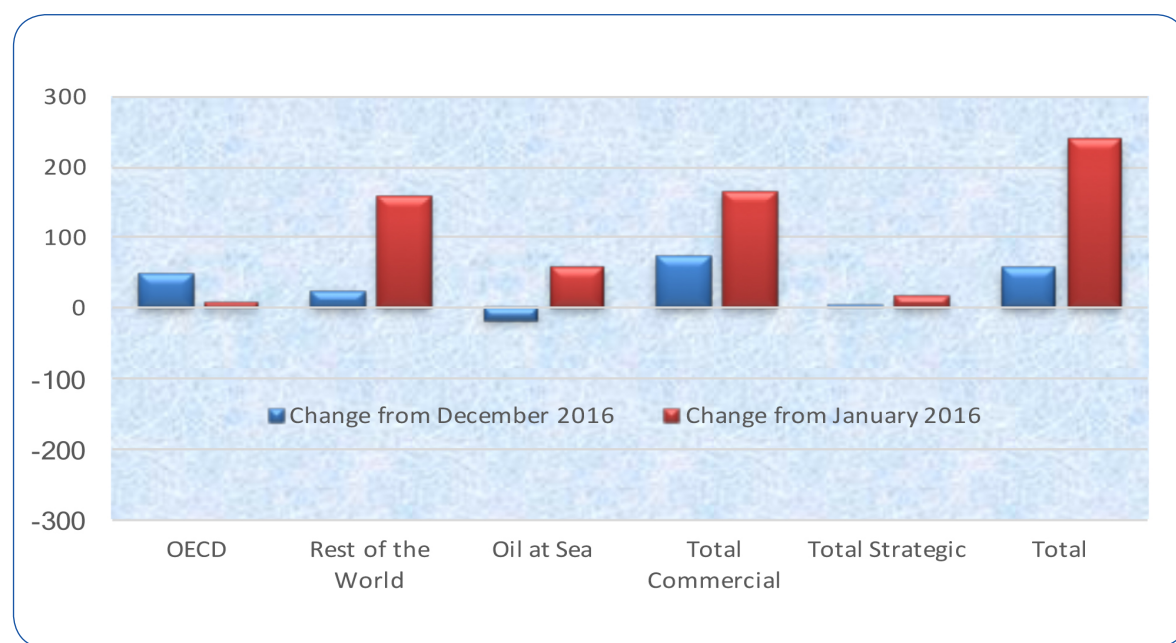 300
200
100
0
-100
-200
-300
Change from December 2016
Change from January 2016
OECD
Rest of the
World
Oil at Sea
Total
Commercial
Total Strategic
Total